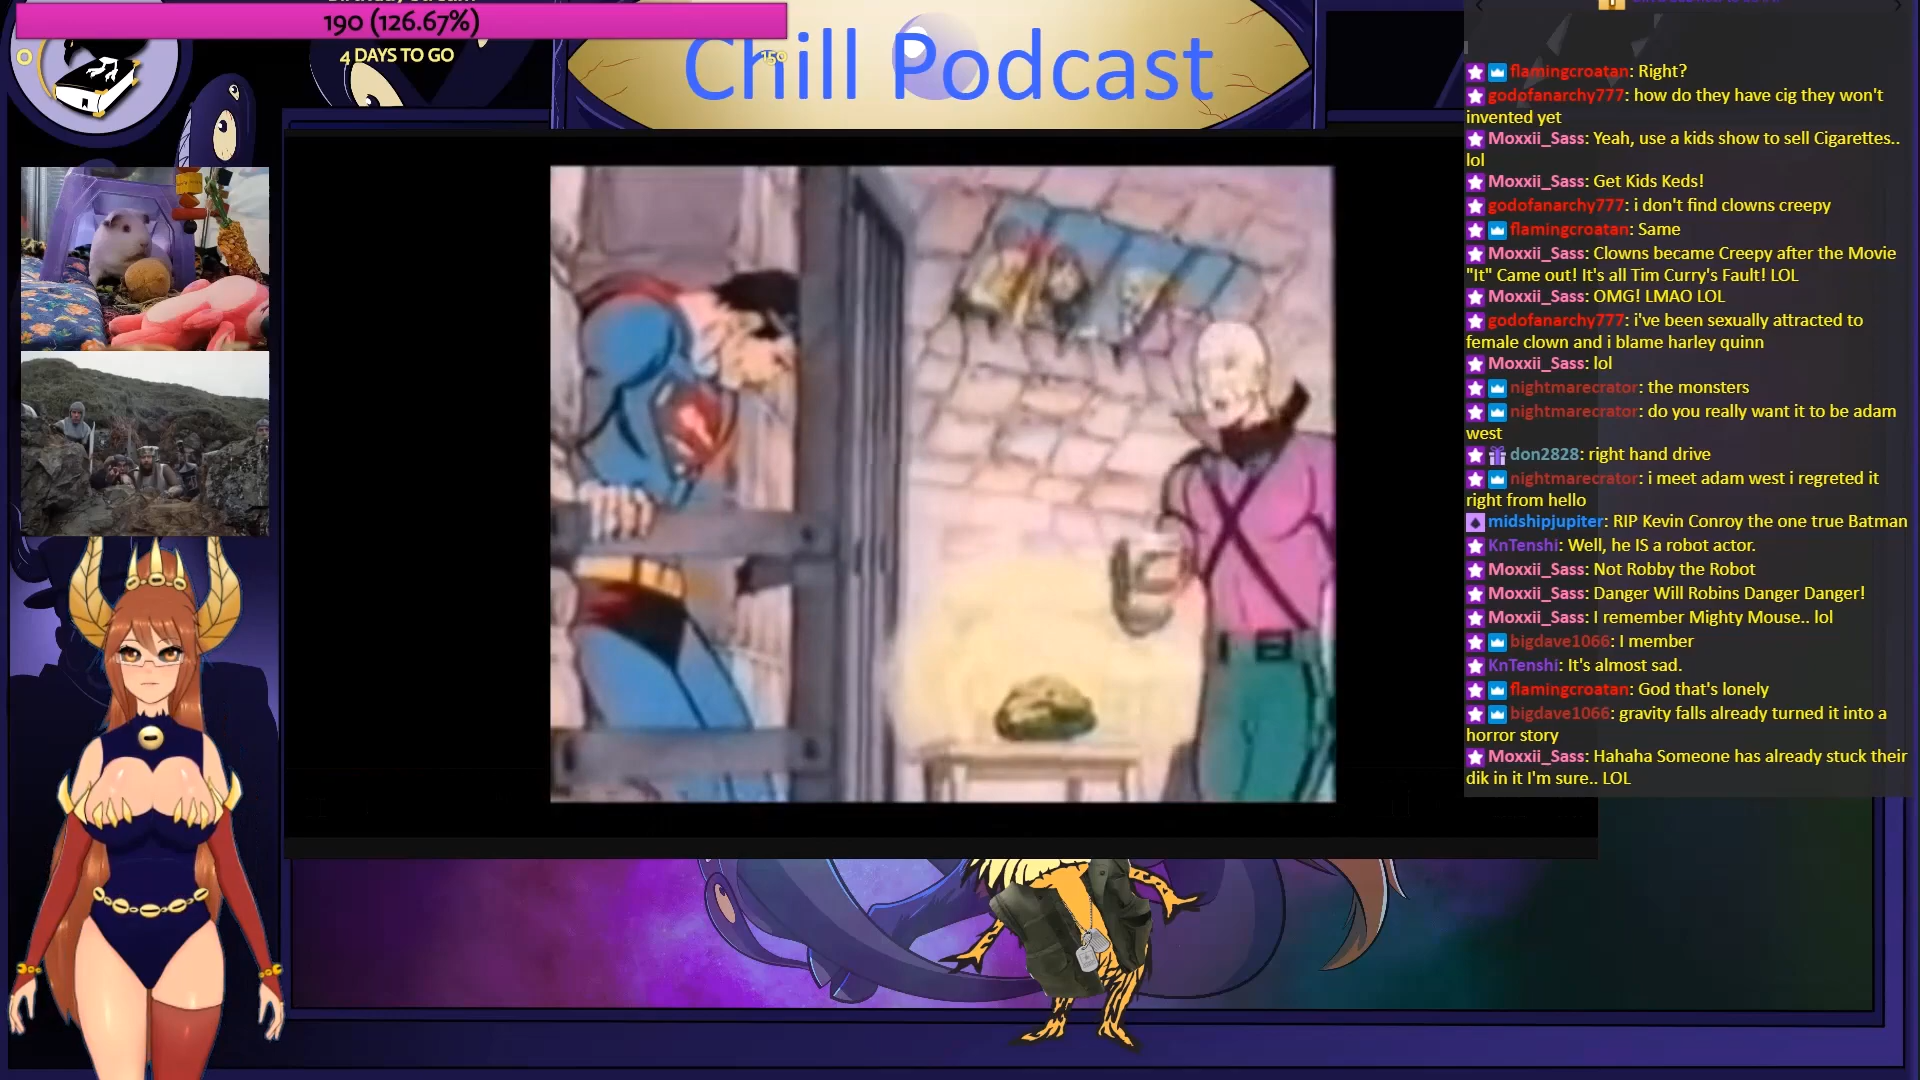 190 (126.67%)
4 DAYS TO GO
150
Chill Podcast
flamingcroatan: Right?
godofanarchy777: how do they have cig they won't
invented yet
Moxxii_Sass: Yeah, use a kids show to sell Cigarettes..
lol
Moxxii_Sass: Get Kids Keds!
godofanarchy777: i don't find clowns creepy
flamingcroatan: Same
Moxxii_Sass: Clowns became Creepy after the Movie
"It" Came out! It's all Tim Curry's Fault! LOL
Moxxii_Sass: OMG! LMAO LOL
godofanarchy777: i've been sexually attracted to
female clown and i blame harley quinn
Moxxii_Sass: lol
nightmarecrator: the monsters
nightmarecrator: do you really want it to be adam
west
don2828: right hand drive
nightmarecrator: i meet adam west i regreted it
right from hello
midshipjupiter: RIP Kevin Conroy the one true Batman
KnTenshi: Well, he IS a robot actor.
Moxxii_Sass: Not Robby the Robot
Moxxii_Sass: Danger Will Robins Danger Danger!
Moxxii_Sass: I remember Mighty Mouse.. lol
bigdave1066: I member
KnTenshi: It's almost sad.
flamingcroatan: God that's lonely
bigdave1066: gravity falls already turned it into a
horror story
Moxxii_Sass: Hahaha Someone has already stuck their
dik in it I'm sure.. LOL